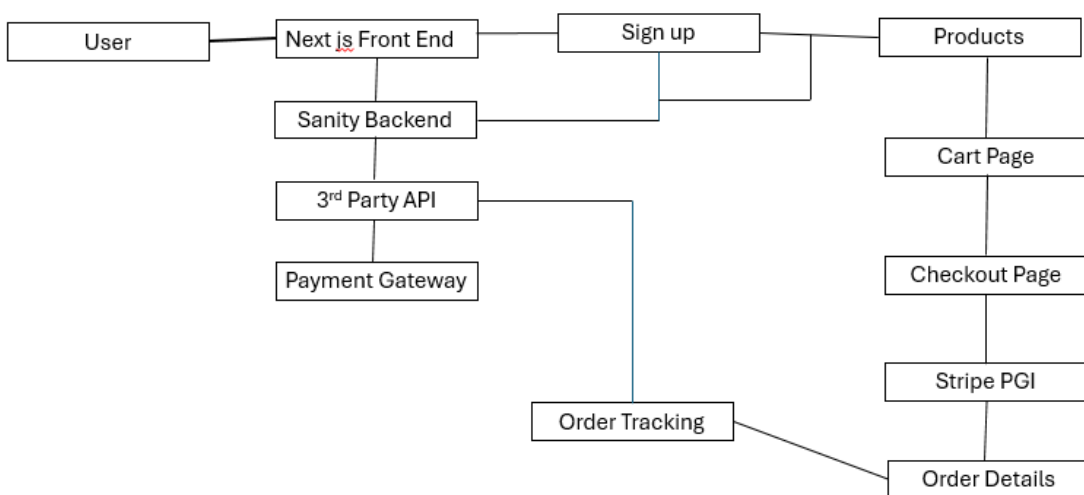 User
Next js Front End
Sign up
Products
Sanity Backend
Cart Page
3rd Party API
Payment Gateway
Checkout Page
Stripe PGI
Order Tracking
Order Details